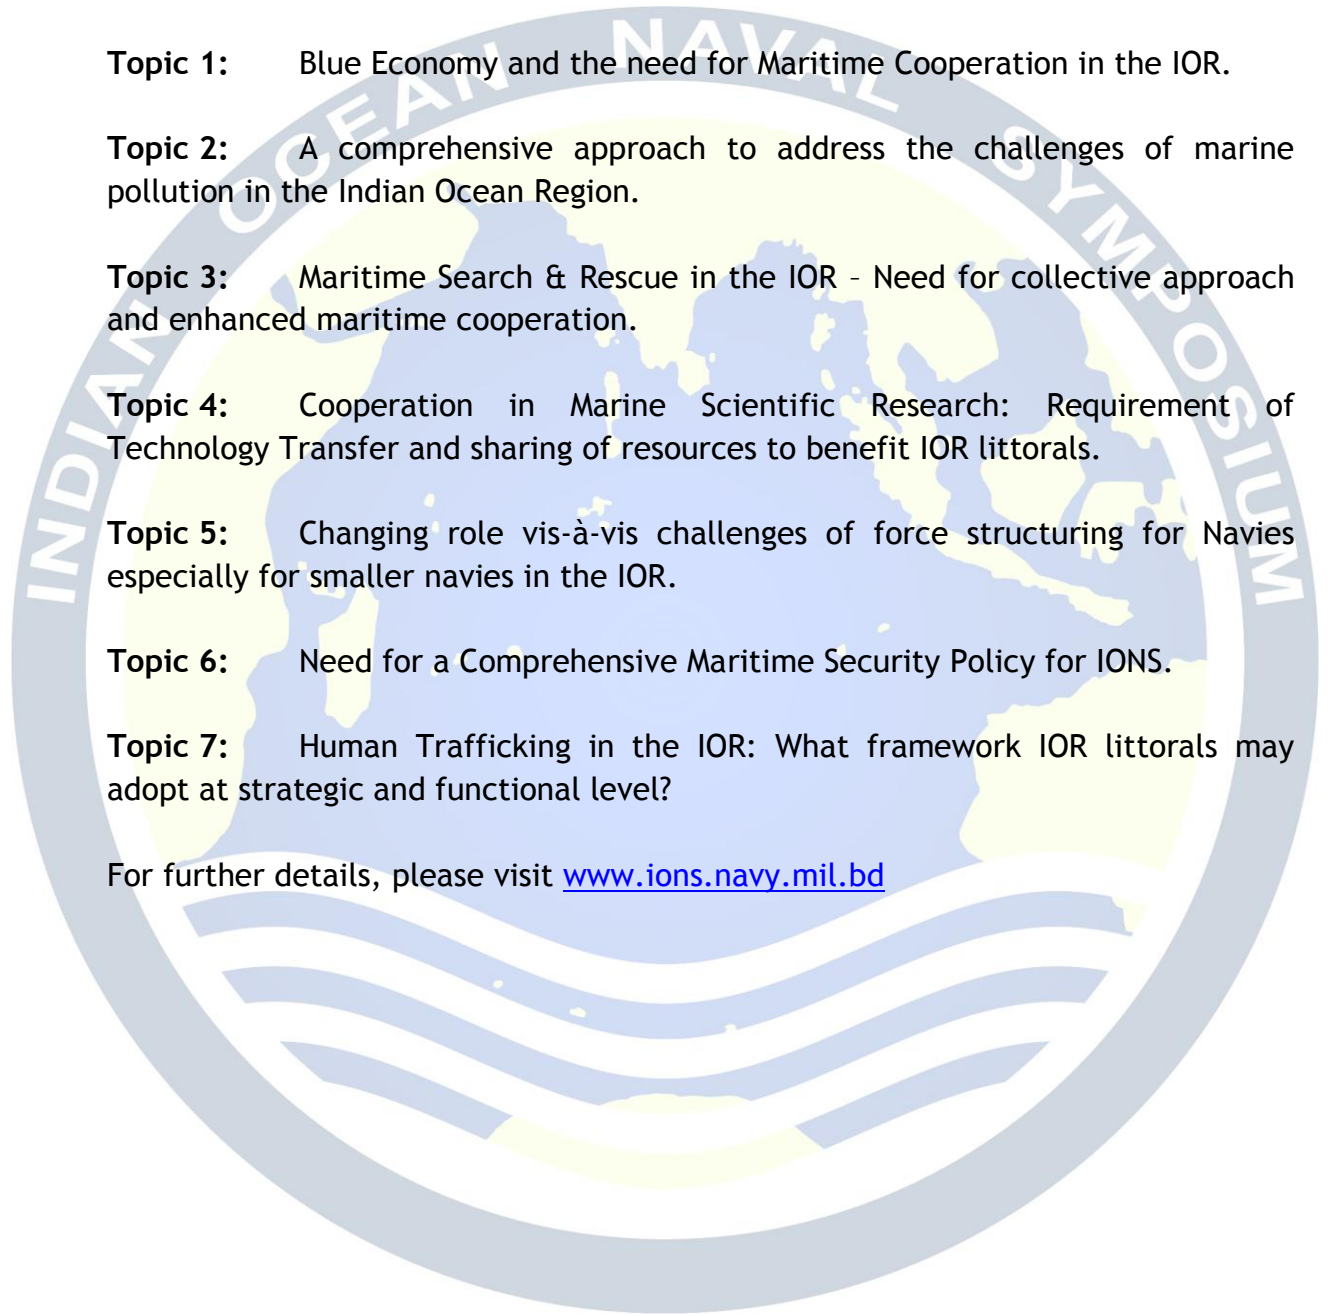 INDIAN OCEAN NAVAL SYMPOSIUM
Topic 1: Blue Economy and the need for Maritime Cooperation in the IOR.
Topic 2: A comprehensive approach to address the challenges of marine
pollution in the Indian Ocean Region.
Topic 3: Maritime Search & Rescue in the IOR – Need for collective approach
and enhanced maritime cooperation.
Topic 4: Cooperation in Marine Scientific Research: Requirement of
Technology Transfer and sharing of resources to benefit IOR littorals.
Topic 5: Changing role vis-à-vis challenges of force structuring for Navies
especially for smaller navies in the IOR.
Topic 6: Need for a Comprehensive Maritime Security Policy for IONS.
Topic 7: Human Trafficking in the IOR: What framework IOR littorals may
adopt at strategic and functional level?
For further details, please visit www.ions.navy.mil.bd